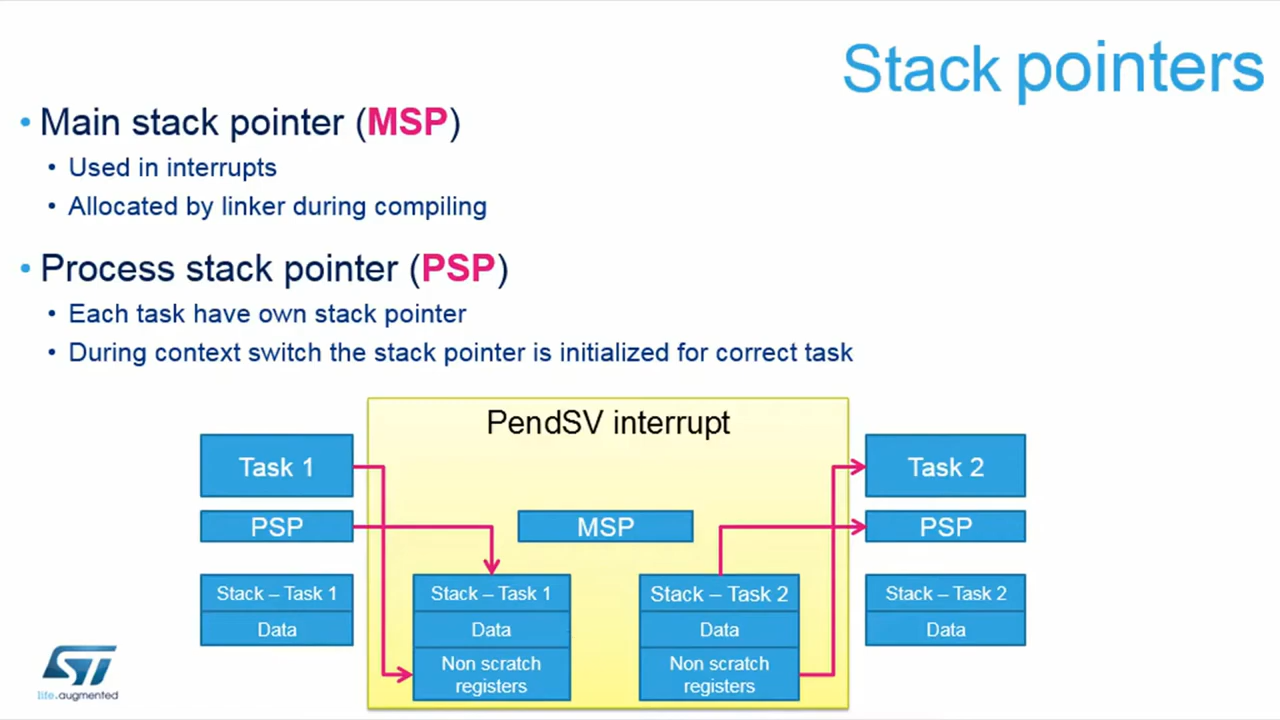 Stack pointers
• Main stack pointer (MSP)
• Used in interrupts
• Allocated by linker during compiling
• Process stack pointer (PSP)
• Each task have own stack pointer
• During context switch the stack pointer is initialized for correct task
PendSV interrupt
Task 1
PSP
Stack – Task 1
Data
MSP
Stack – Task 1
Data
Non scratch
registers
Stack – Task 2
Data
Non scratch
registers
Task 2
PSP
Stack – Task 2
Data
ST
life.augmented